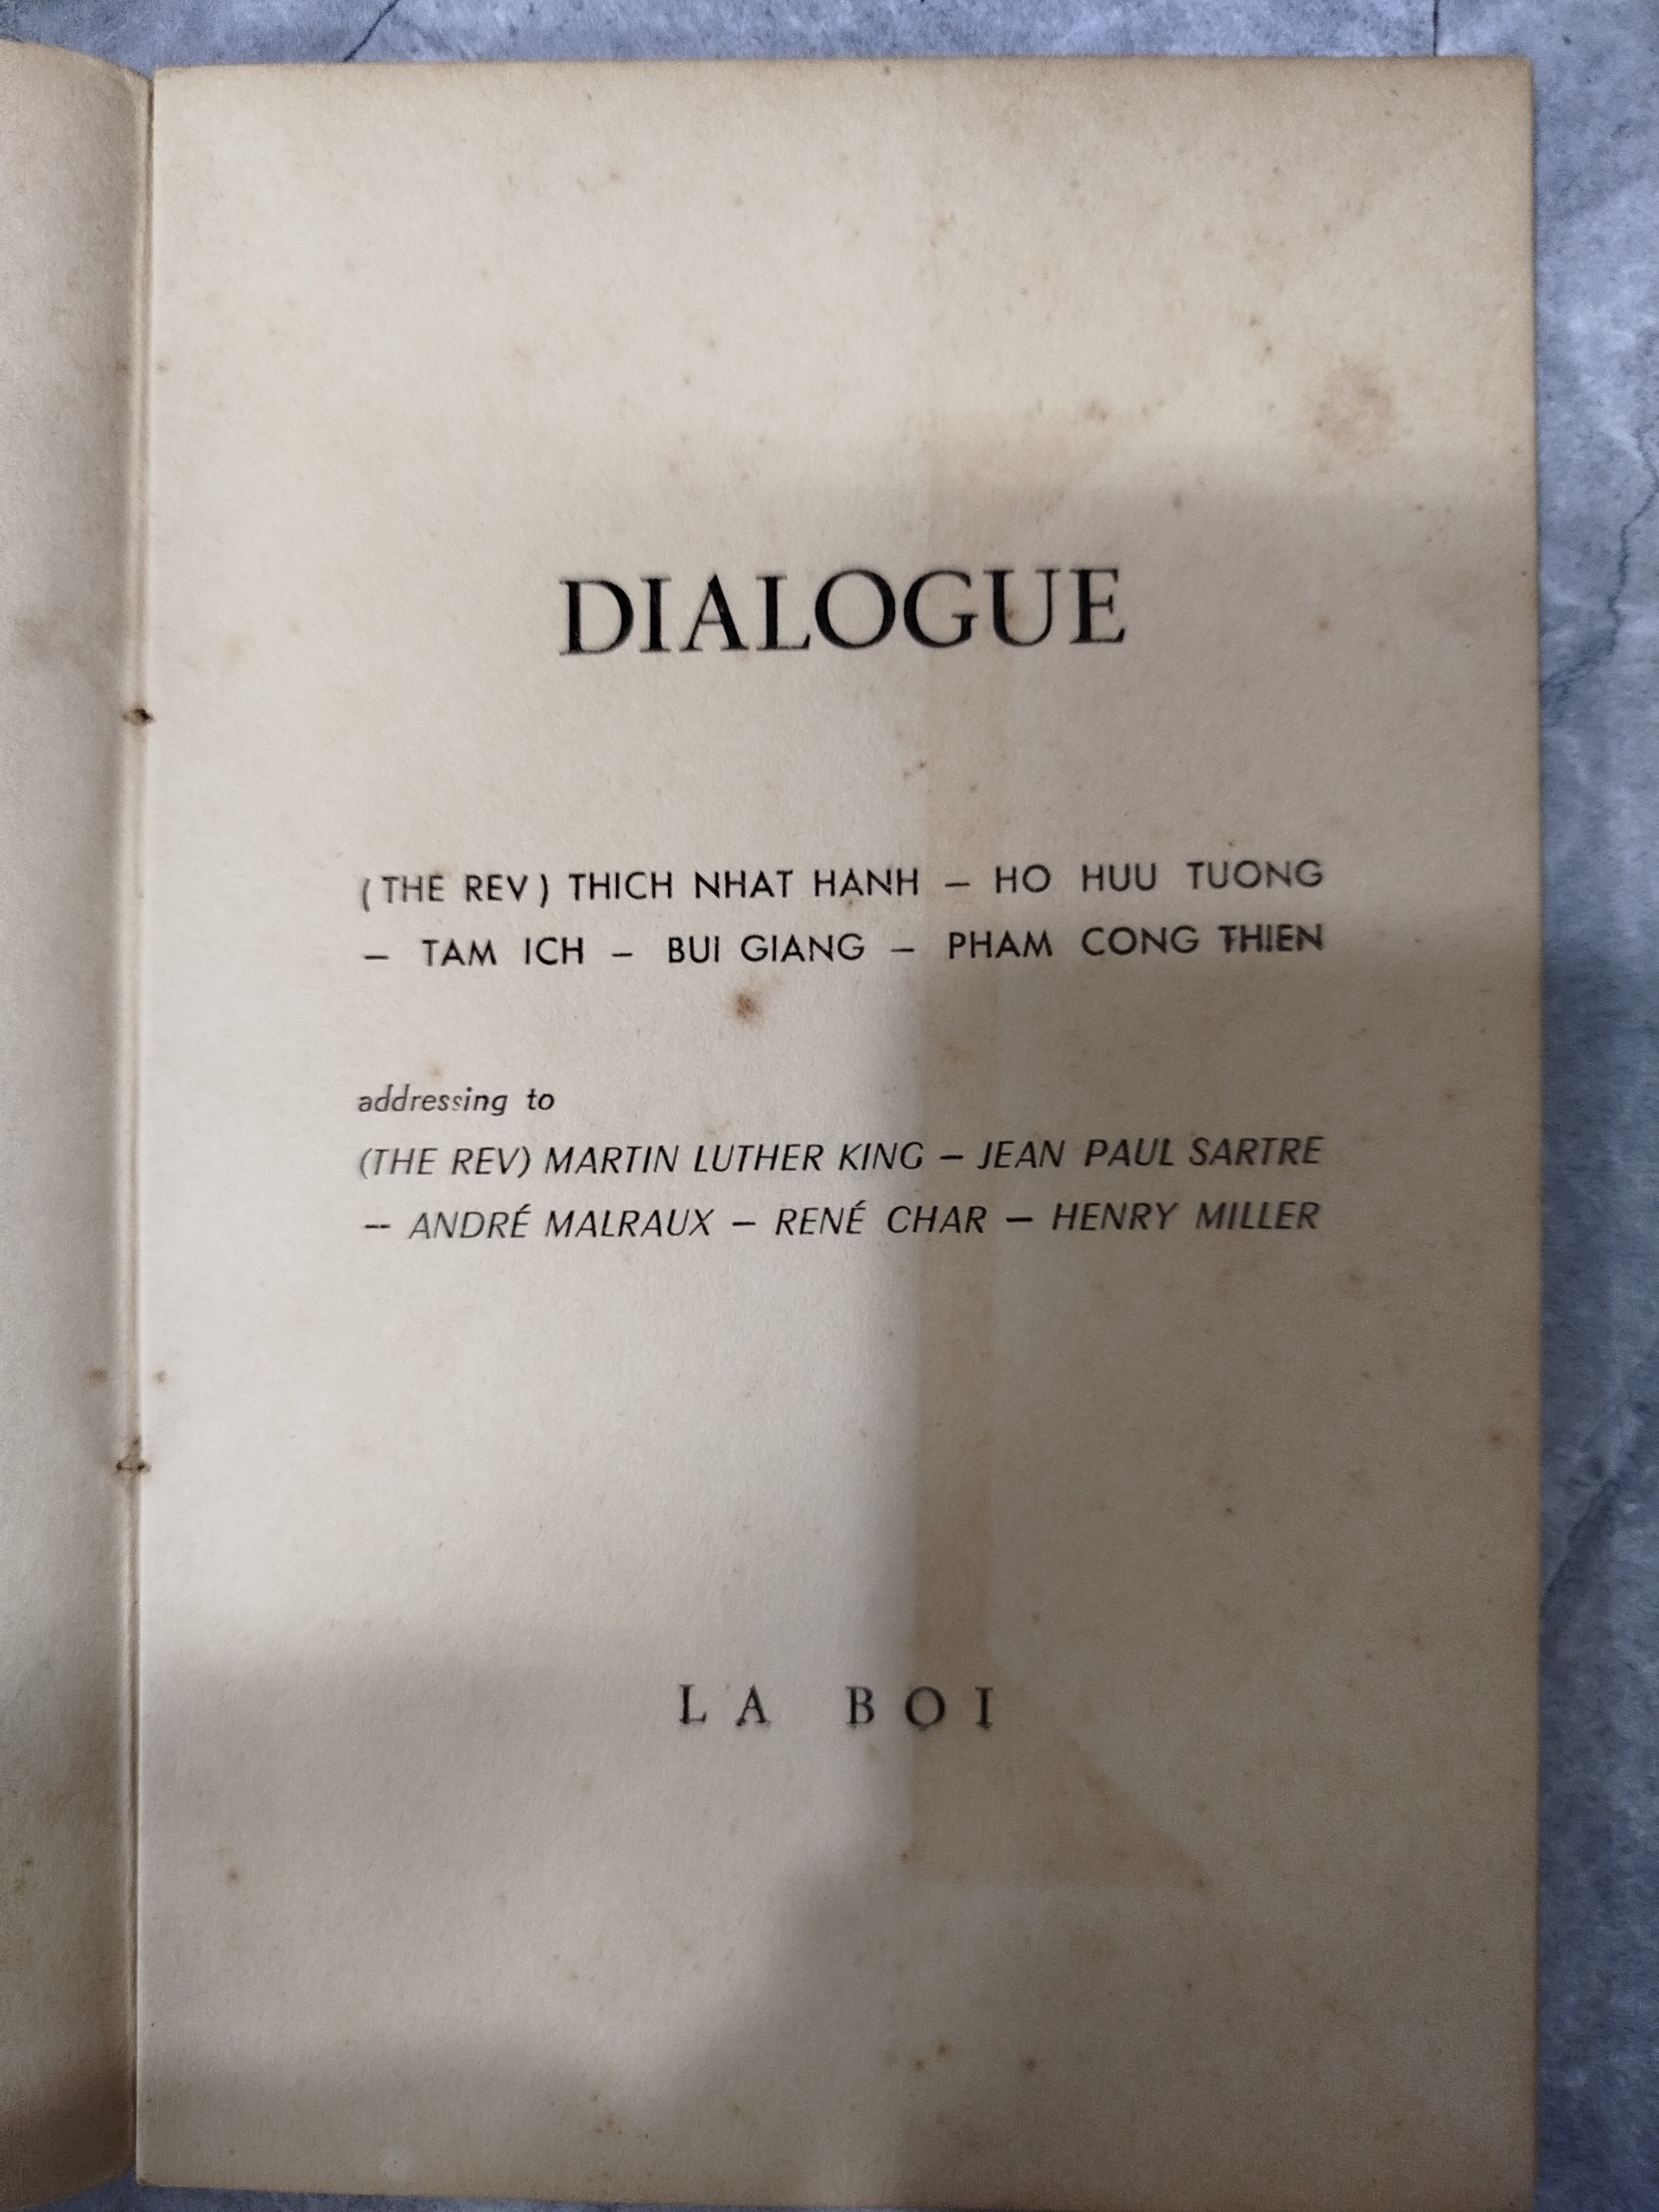 DIALOGUE
(THE REV) THICH NHAT HANH — HO HUU TUONG
— TAM ICH — BUI GIANG — PHAM CONG THIEN
addressing to
(THE REV) MARTIN LUTHER KING — JEAN PAUL SARTRE
— ANDRÉ MALRAUX — RENÉ CHAR — HENRY MILLER
LA BOI